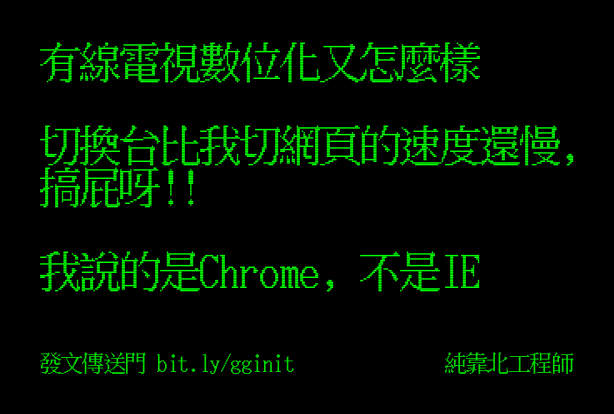 有線電視數位化又怎麼樣
切換台比我切網頁的速度還慢,
搞屁呀!!
我說的是Chrome, 不是IE
發文傳送門 bit.ly/gginit
純靠北工程師